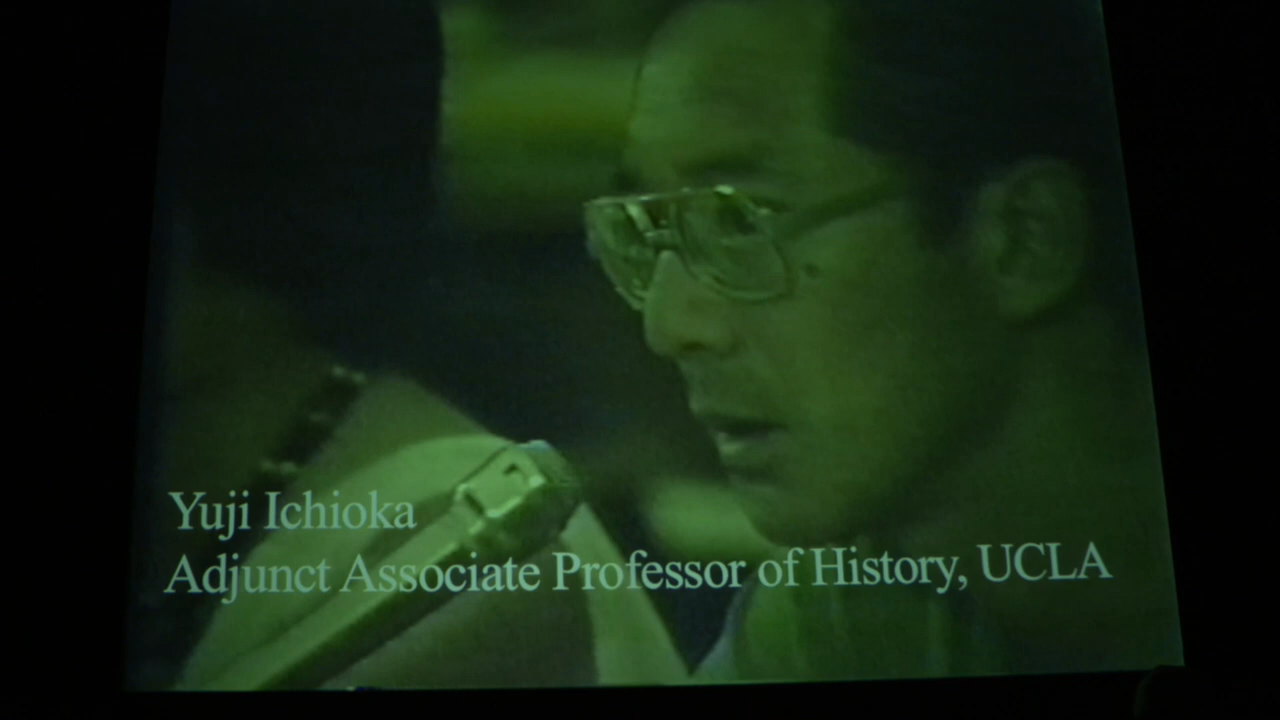 Yuji Ichioka
Adjunct Associate Professor of History, UCLA